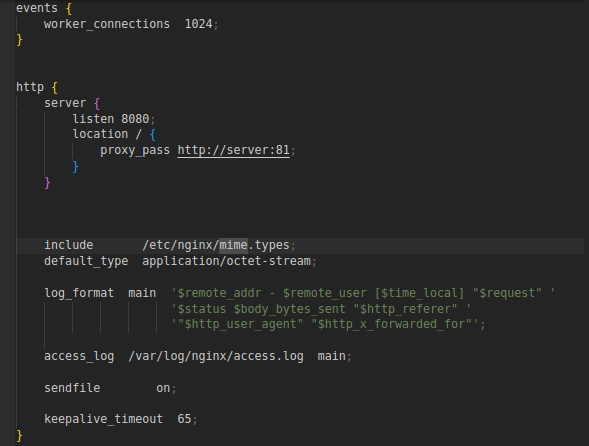 events {
    worker_connections  1024;
}
http {
    server {
        listen 8080;
        location / {
            proxy_pass http://server:81;
        }
    }
    include       /etc/nginx/mime.types;
    default_type  application/octet-stream;
    log_format  main  '$remote_addr - $remote_user [$time_local] "$request" '
                      '$status $body_bytes_sent "$http_referer" '
                      '"$http_user_agent" "$http_x_forwarded_for"';
    access_log  /var/log/nginx/access.log  main;
    sendfile        on;
    keepalive_timeout  65;
}